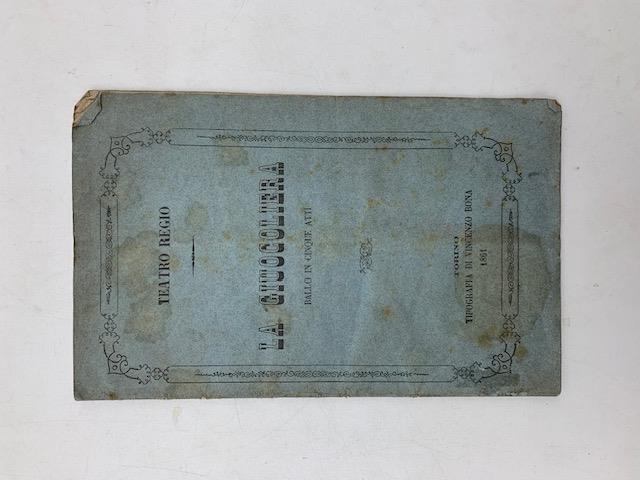 TEATRO REGIO
LA GIUOCOLIERA
BALLO IN CINQUE ATTI
TORINO
TIPOGRAFIA DI VINCENZO BONA
1861